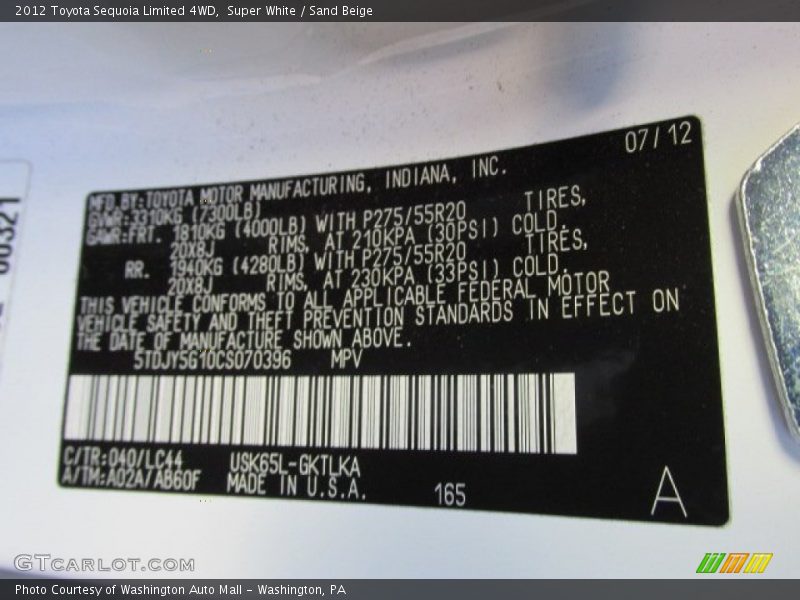 2012 Toyota Sequoia Limited 4WD,  Super White / Sand Beige
07/12
MFD.BY:TOYOTA MOTOR MANUFACTURING, INDIANA, INC.
GAWR:3310KG (7300LB)
GAWR:FRT. 1810KG (4000LB) WITH P275/55R20 TIRES,
20X8J RIMS, AT 210KPA (30PSI) COLD.
RR. 1940KG (4280LB) WITH P275/55R20 TIRES,
20X8J RIMS, AT 230KPA (33PSI) COLD.
THIS VEHICLE CONFORMS TO ALL APPLICABLE FEDERAL MOTOR
VEHICLE SAFETY AND THEFT PREVENTION STANDARDS IN EFFECT ON
THE DATE OF MANUFACTURE SHOWN ABOVE.
5TDJY5G10CS070396 MPV
C/TR:040/LC44 USK65L-GKTLKA
A/TM:A02A/AB60F MADE IN U.S.A. 165 A
00321
GTCARLOT.COM
Photo Courtesy of Washington Auto Mall - Washington, PA